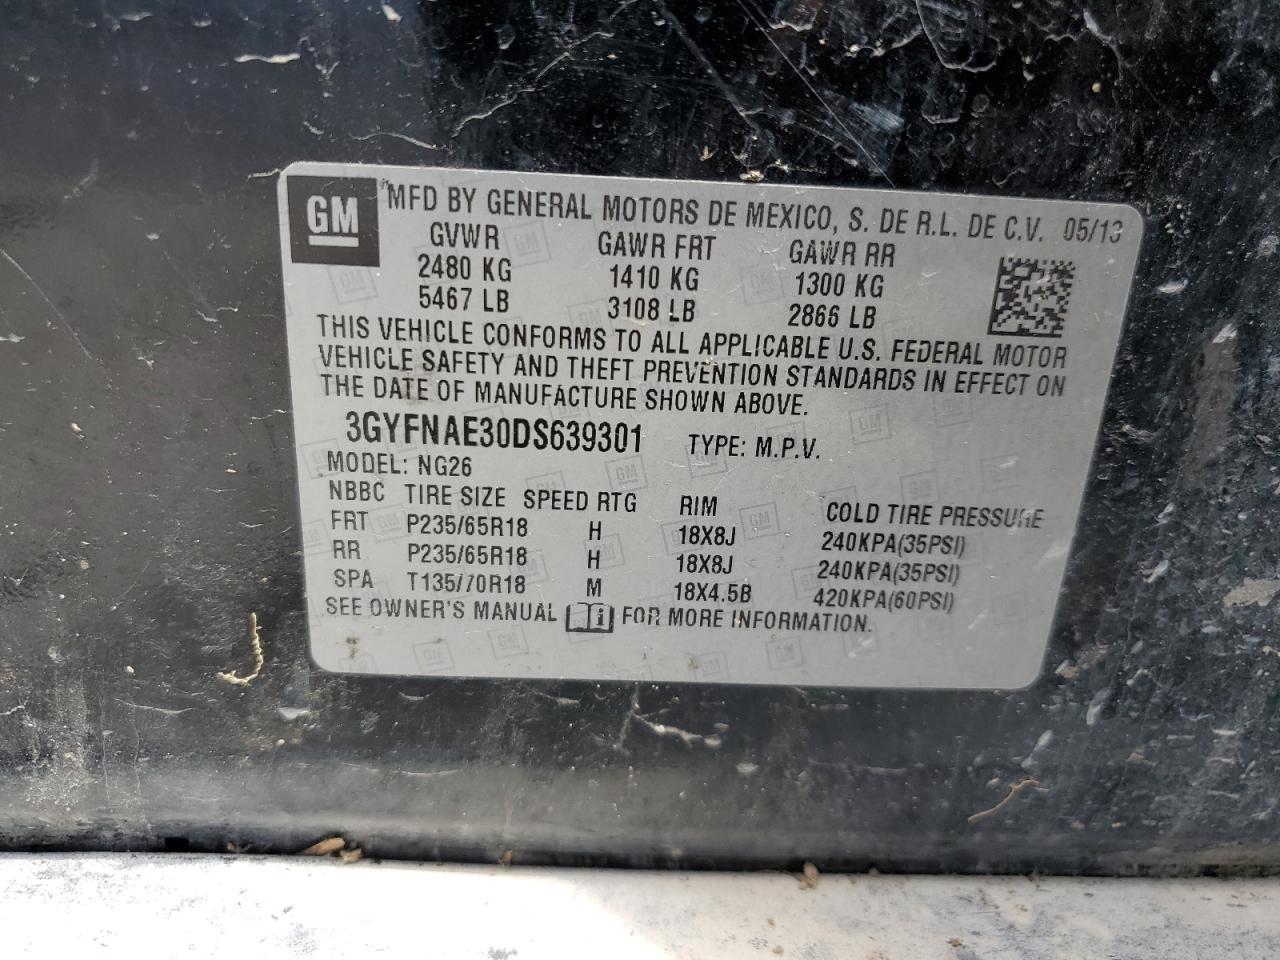 GM
MFD BY GENERAL MOTORS DE MEXICO, S. DE R.L. DE C.V. 05/13
GVWR GAWR FRT GAWR RR
2480 KG 1410 KG 1300 KG
5467 LB 3108 LB 2866 LB
THIS VEHICLE CONFORMS TO ALL APPLICABLE U.S. FEDERAL MOTOR
VEHICLE SAFETY AND THEFT PREVENTION STANDARDS IN EFFECT ON
THE DATE OF MANUFACTURE SHOWN ABOVE.
3GYFNAE30DS639301 TYPE: M.P.V.
MODEL: NG26
NBBC TIRE SIZE SPEED RTG RIM COLD TIRE PRESSURE
FRT P235/65R18 H 18X8J 240KPA(35PSI)
RR P235/65R18 H 18X8J 240KPA(35PSI)
SPA T135/70R18 M 18X4.5B 420KPA(60PSI)
SEE OWNER'S MANUAL FOR MORE INFORMATION.